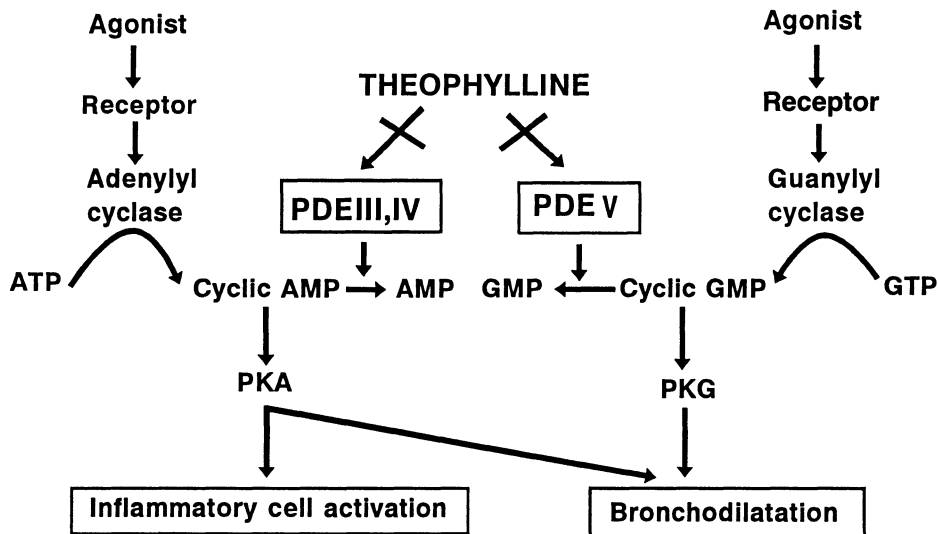 Agonist
Agonist
THEOPHYLLINE
Receptor
Receptor
Adenylyl
cyclase
Guanylyl
cyclase
PDEIII,IV
PDE V
ATP
Cyclic AMP
AMP
GMP
Cyclic GMP
GTP
PKA
PKG
Inflammatory cell activation
Bronchodilatation